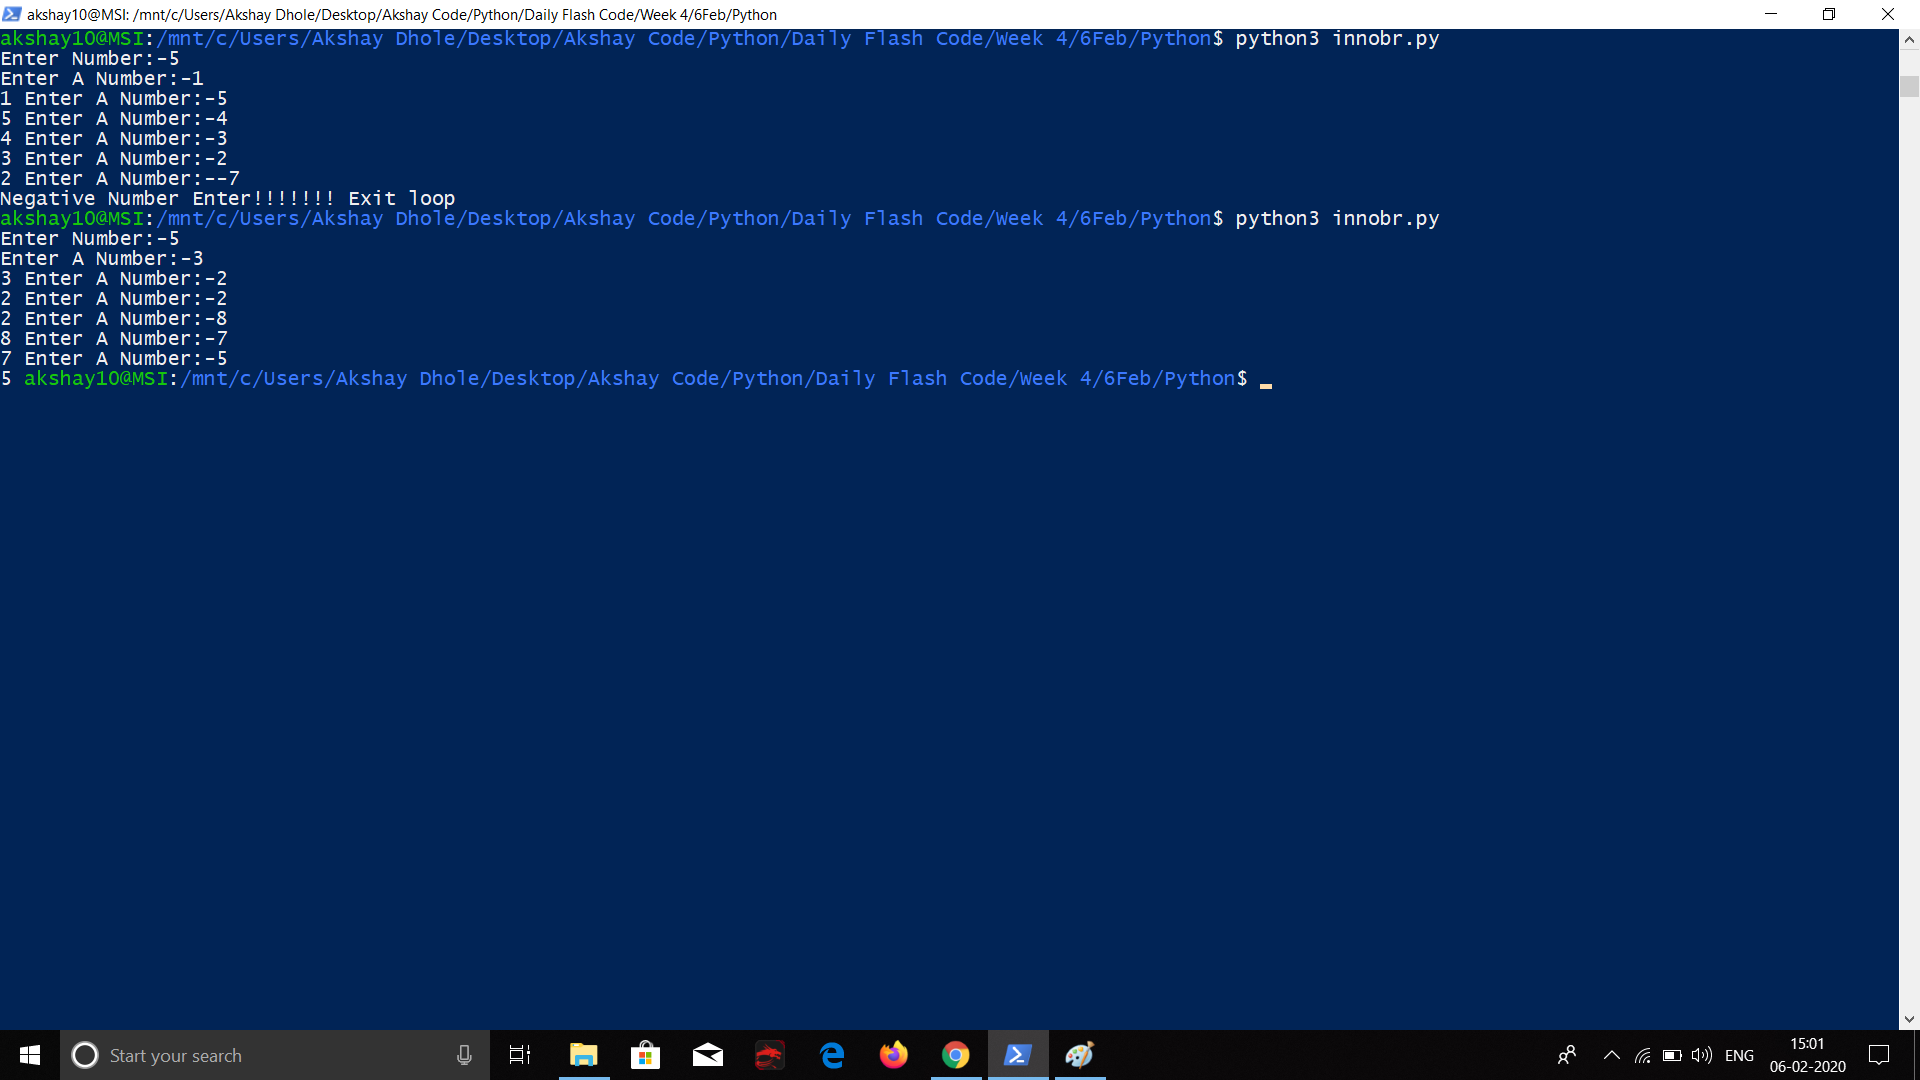 akshay10@MSI: /mnt/c/Users/Akshay Dhole/Desktop/Akshay Code/Python/Daily Flash Code/Week 4/6Feb/Python
akshay10@MSI:/mnt/c/Users/Akshay Dhole/Desktop/Akshay Code/Python/Daily Flash Code/Week 4/6Feb/Python$ python3 innobr.py
Enter Number:-5
Enter A Number:-1
1 Enter A Number:-5
5 Enter A Number:-4
4 Enter A Number:-3
3 Enter A Number:-2
2 Enter A Number:--7
Negative Number Enter!!!!!!! Exit loop
akshay10@MSI:/mnt/c/Users/Akshay Dhole/Desktop/Akshay Code/Python/Daily Flash Code/Week 4/6Feb/Python$ python3 innobr.py
Enter Number:-5
Enter A Number:-3
3 Enter A Number:-2
2 Enter A Number:-2
2 Enter A Number:-8
8 Enter A Number:-7
7 Enter A Number:-5
5 akshay10@MSI:/mnt/c/Users/Akshay Dhole/Desktop/Akshay Code/Python/Daily Flash Code/Week 4/6Feb/Python$
Start your search
ENG
15:01
06-02-2020